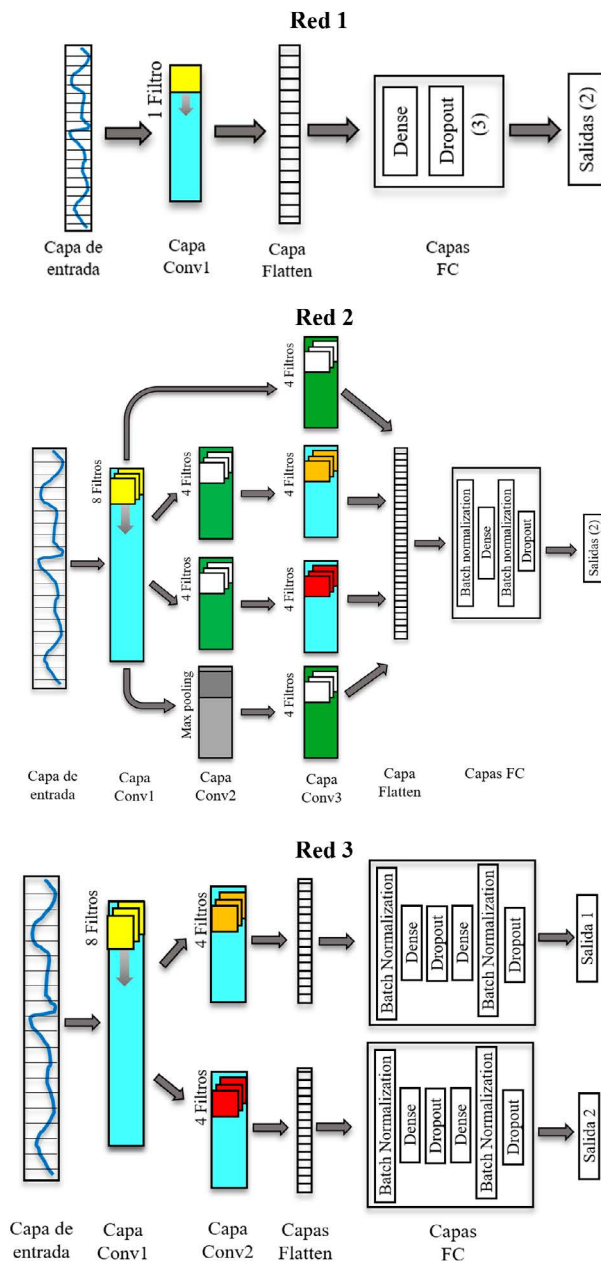 Red 1
1 Filtro
Dense
Dropout
(3)
Salidas (2)
Capa de
entrada
Capa
Conv1
Capa
Flatten
Capas
FC
Red 2
4 Filtros
8 Filtros
4 Filtros
4 Filtros
4 Filtros
4 Filtros
Max pooling
4 Filtros
Batch normalization
Dense
Batch normalization
Dropout
Salidas (2)
Capa de
entrada
Capa
Conv1
Capa
Conv2
Capa
Conv3
Capa
Flatten
Capas FC
Red 3
8 Filtros
4 Filtros
Batch Normalization
Dense
Dropout
Dense
Batch Normalization
Dropout
Salida 1
4 Filtros
Batch Normalization
Dense
Dropout
Dense
Batch Normalization
Dropout
Salida 2
Capa de
entrada
Capa
Conv1
Capa
Conv2
Capas
Flatten
Capas
FC